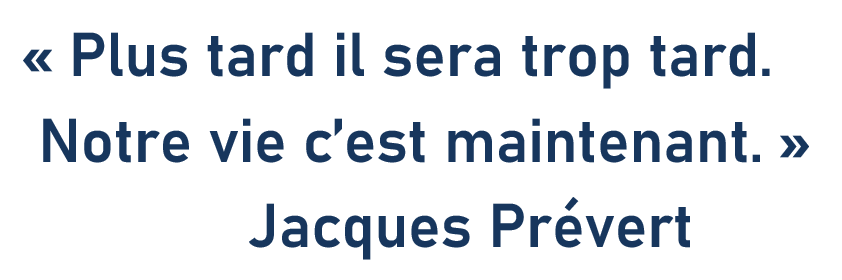 « Plus tard il sera trop tard.
Notre vie c’est maintenant. »
Jacques Prévert